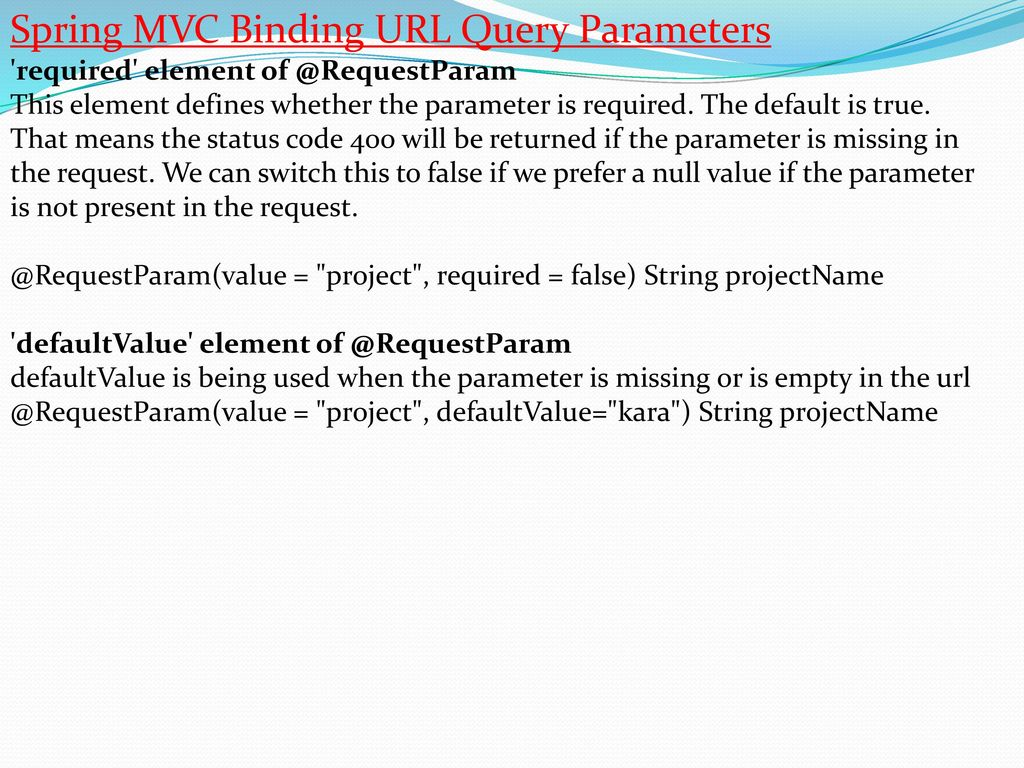 Spring MVC Binding URL Query Parameters
'required' element of @RequestParam
This element defines whether the parameter is required. The default is true.
That means the status code 400 will be returned if the parameter is missing in
the request. We can switch this to false if we prefer a null value if the parameter
is not present in the request.
@RequestParam(value = "project", required = false) String projectName
'defaultValue' element of @RequestParam
defaultValue is being used when the parameter is missing or is empty in the url
@RequestParam(value = "project", defaultValue="kara") String projectName